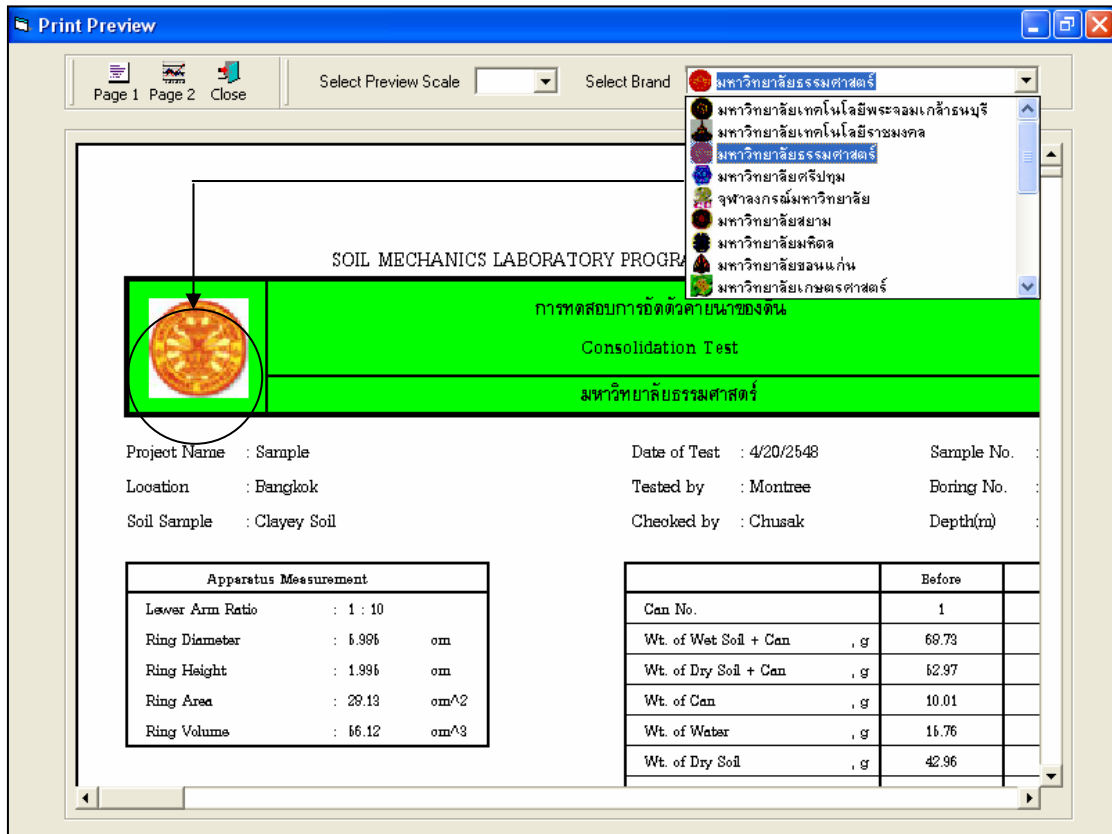 Print Preview
Page 1 Page 2 Close
Select Preview Scale
Select Brand มหาวิทยาลัยธรรมศาสตร์
มหาวิทยาลัยเทคโนโลยีพระจอมเกล้าธนบุรี
มหาวิทยาลัยเทคโนโลยีราชมงคล
มหาวิทยาลัยธรรมศาสตร์
มหาวิทยาลัยศรีปทุม
จุฬาลงกรณ์มหาวิทยาลัย
มหาวิทยาลัยสยาม
มหาวิทยาลัยมหิดล
มหาวิทยาลัยขอนแก่น
มหาวิทยาลัยเกษตรศาสตร์
SOIL MECHANICS LABORATORY PROGRA
การทดสอบการอัดตัวคายน้ำของดิน
Consolidation Test
มหาวิทยาลัยธรรมศาสตร์
Project Name : Sample Date of Test : 4/20/2548 Sample No. :
Location : Bangkok Tested by : Montree Boring No. :
Soil Sample : Clayey Soil Checked by : Chusak Depth(m) :
Apparatus Measurement
Lewer Arm Ratio : 1 : 10
Ring Diameter : 5.995 cm
Ring Height : 1.995 cm
Ring Area : 28.13 cm^2
Ring Volume : 56.12 cm^3
Before
Can No. 1
Wt. of Wet Soil + Can , g 68.73
Wt. of Dry Soil + Can , g 52.97
Wt. of Can , g 10.01
Wt. of Water , g 15.76
Wt. of Dry Soil , g 42.96